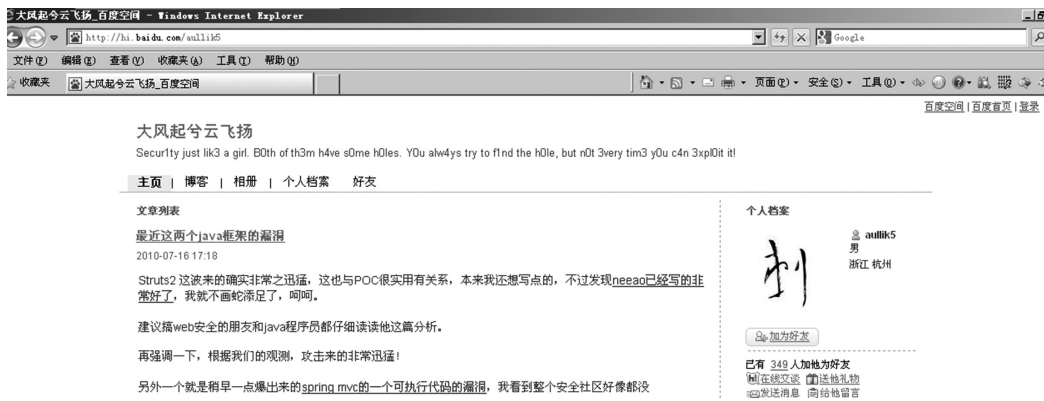 大风起兮云飞扬_百度空间 - Windows Internet Explorer
http://hi.baidu.com/aullik5
Google
文件(F) 编辑(E) 查看(V) 收藏夹(A) 工具(T) 帮助(H)
收藏夹 大风起兮云飞扬_百度空间 页面(P) 安全(S) 工具(O)
百度空间 | 百度首页 | 登录
大风起兮云飞扬
Secur1ty just lik3 a girl. B0th of th3m h4ve s0me h0les. Y0u alw4ys try to f1nd the h0le, but n0t 3very tim3 y0u c4n 3xpl0it it!
主页 | 博客 | 相册 | 个人档案 好友
文章列表
最近这两个java框架的漏洞
2010-07-16 17:18
Struts2 这波来的确实非常之迅猛，这也与POC很实用有关系，本来我还想写点的，不过发现neeao已经写的非
常好了，我就不画蛇添足了，呵呵。
建议搞web安全的朋友和java程序员都仔细读读他这篇分析。
再强调一下，根据我们的观测，攻击来的非常迅猛！
另外一个就是稍早一点爆出来的spring mvc的一个可执行代码的漏洞，我看到整个安全社区好像都没
个人档案
刺
aullik5
男
浙江 杭州
加为好友
已有 349 人加他为好友
在线交谈 送他礼物
发送消息 给他留言